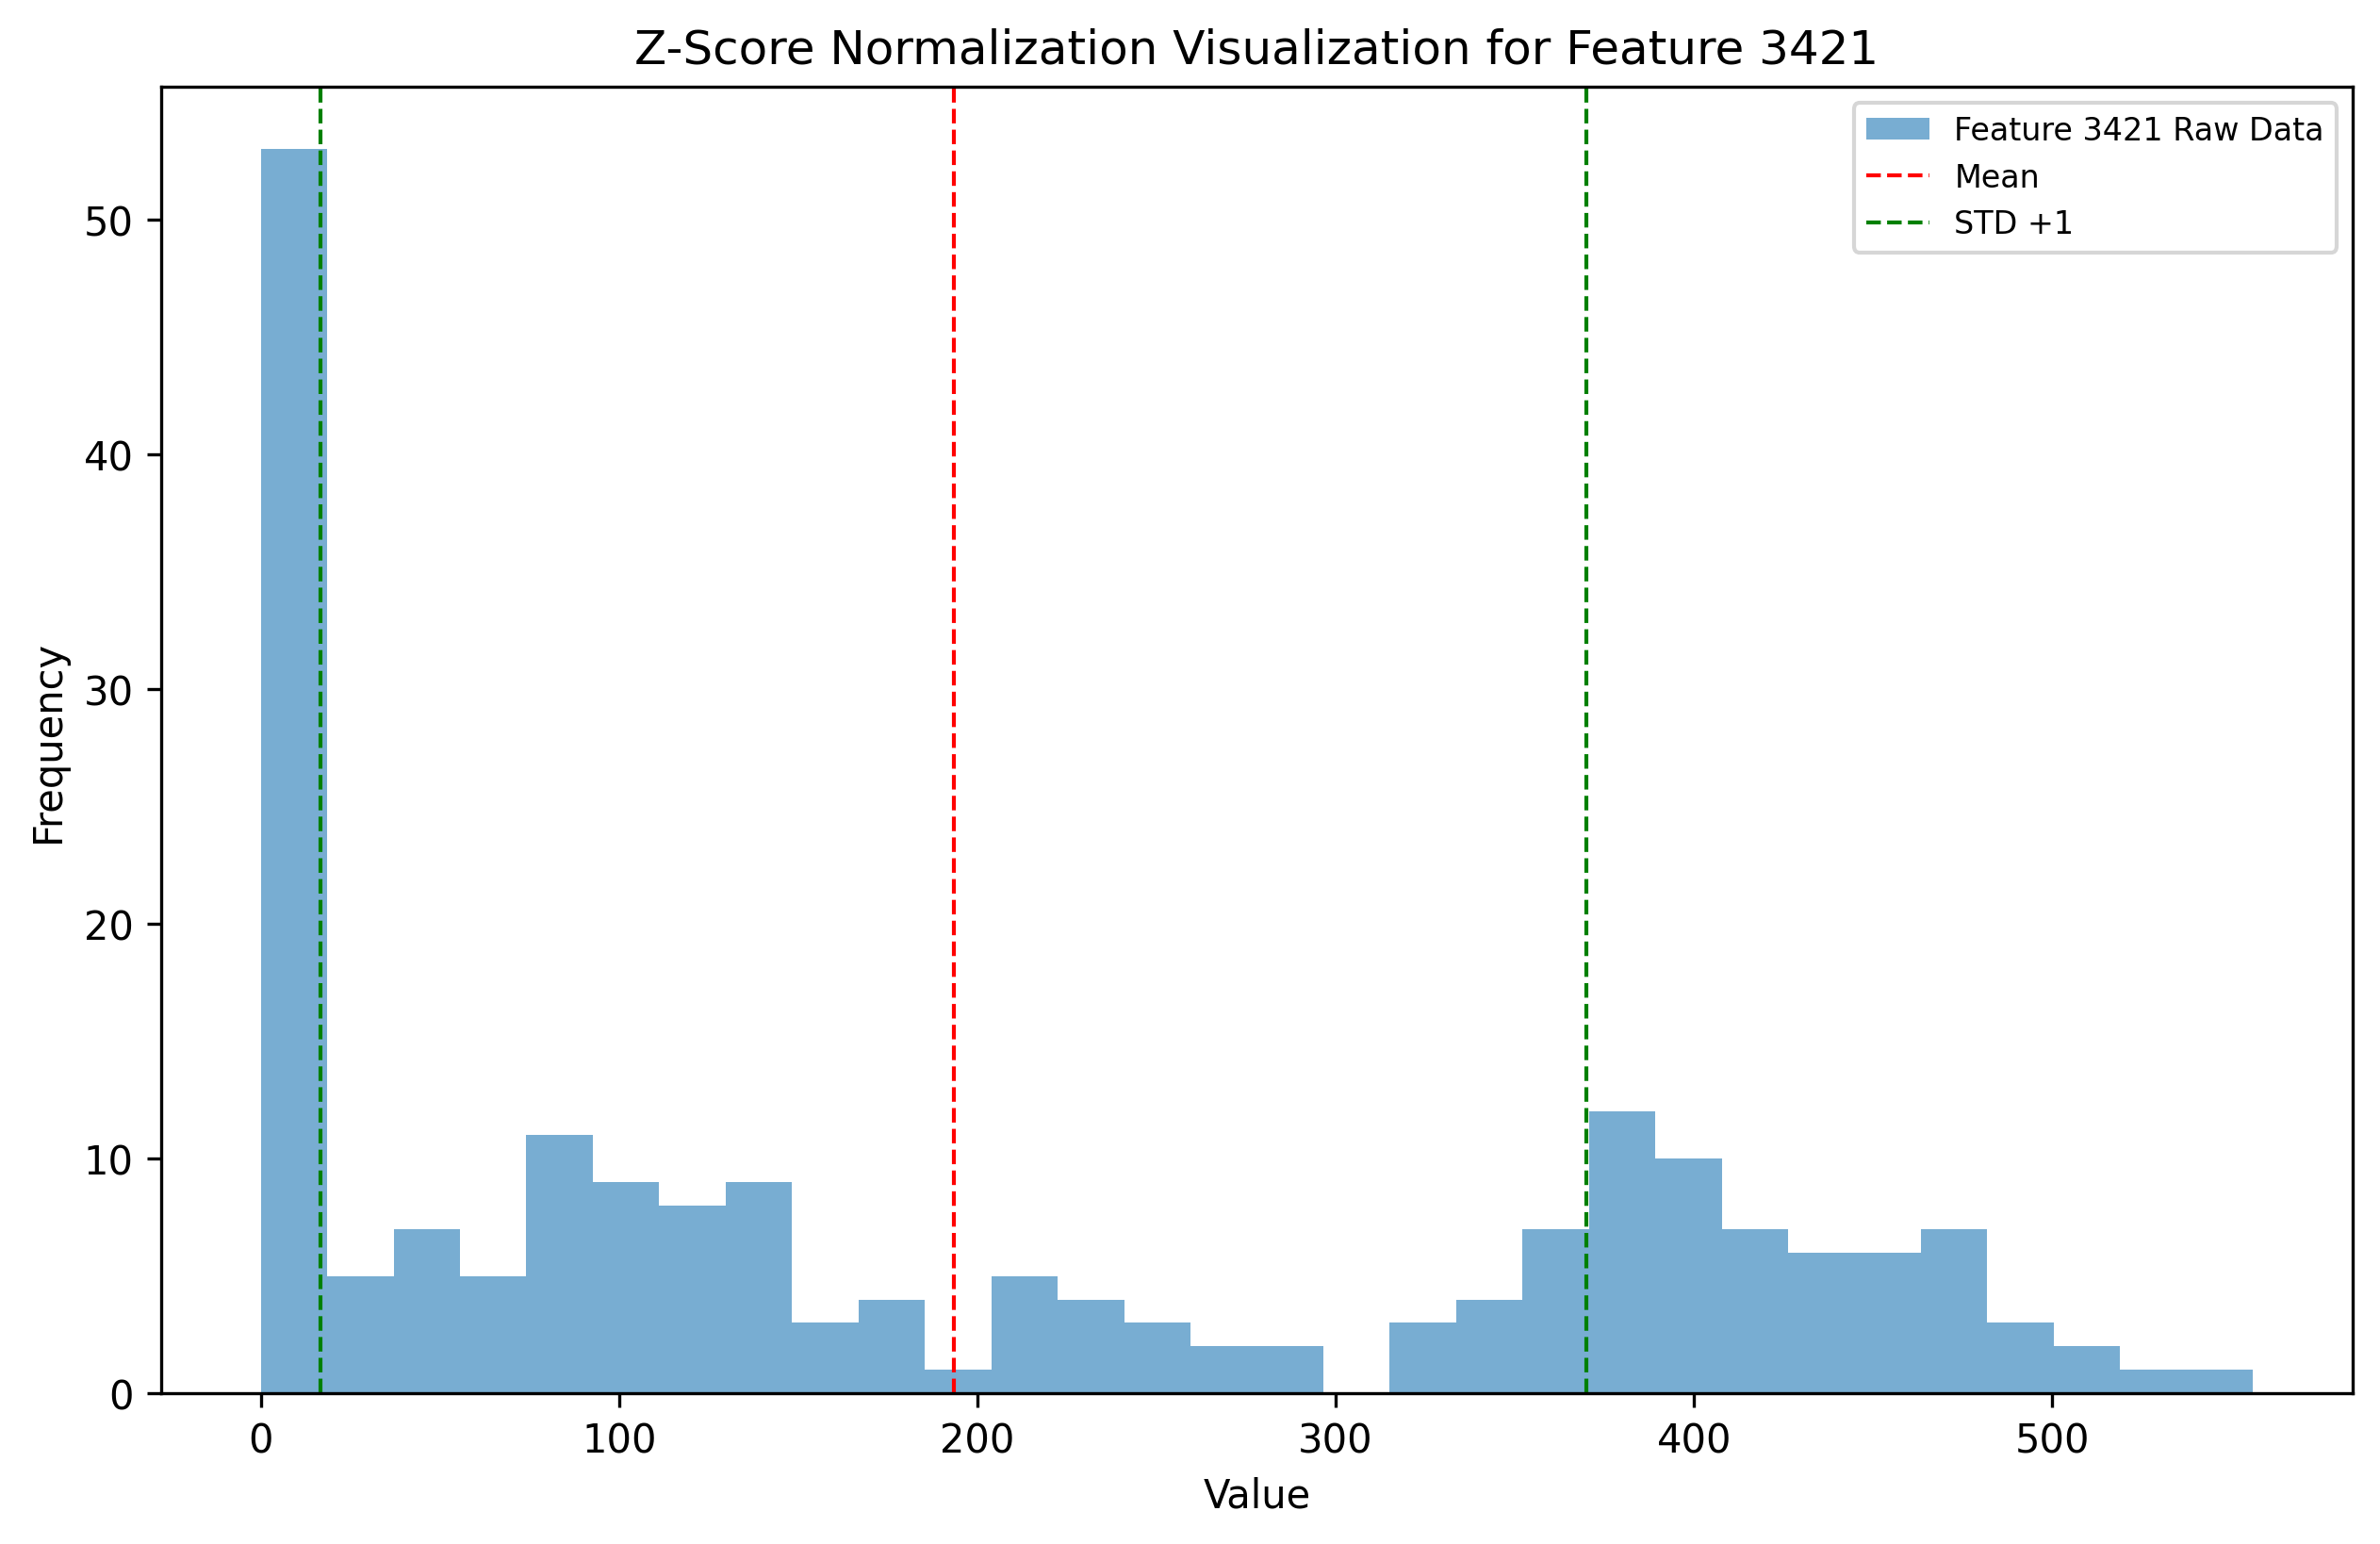 Z-Score Normalization Visualization for Feature 3421
Feature 3421 Raw Data
Mean
STD +1
50
40
30
20
10
0
Frequency
0 100 200 300 400 500
Value